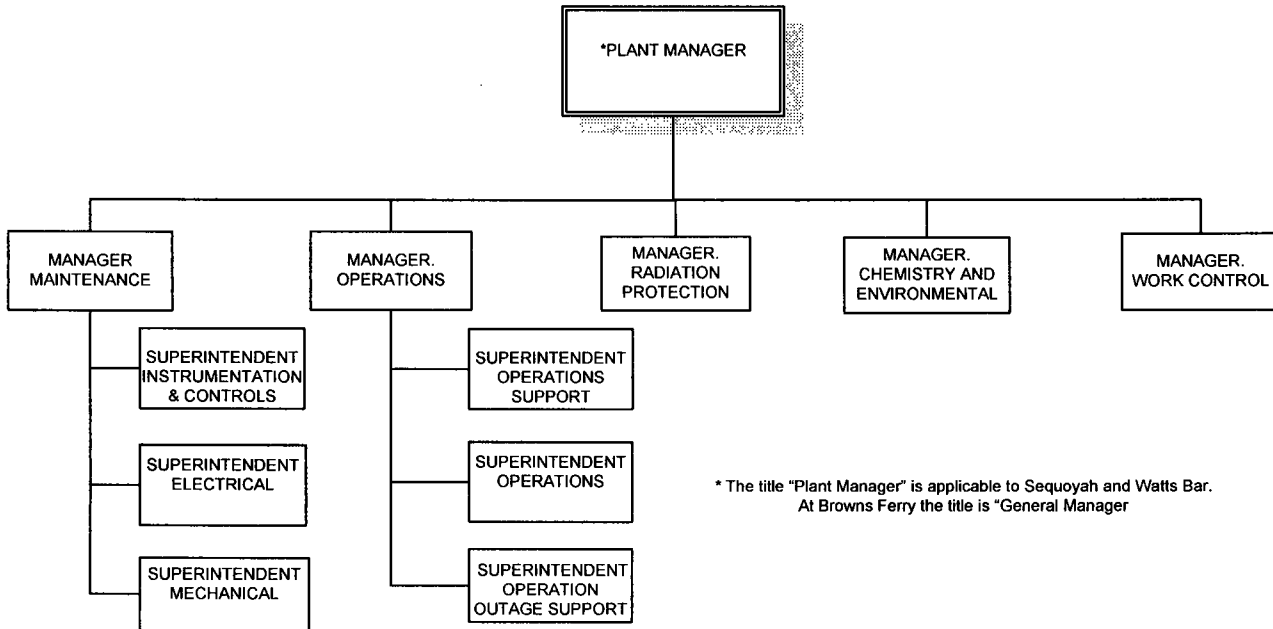 *PLANT MANAGER
MANAGER
MAINTENANCE
MANAGER.
OPERATIONS
MANAGER.
RADIATION
PROTECTION
MANAGER.
CHEMISTRY AND
ENVIRONMENTAL
MANAGER.
WORK CONTROL
SUPERINTENDENT
INSTRUMENTATION
& CONTROLS
SUPERINTENDENT
ELECTRICAL
SUPERINTENDENT
MECHANICAL
SUPERINTENDENT
OPERATIONS
SUPPORT
SUPERINTENDENT
OPERATIONS
SUPERINTENDENT
OPERATION
OUTAGE SUPPORT
* The title "Plant Manager" is applicable to Sequoyah and Watts Bar.
At Browns Ferry the title is "General Manager